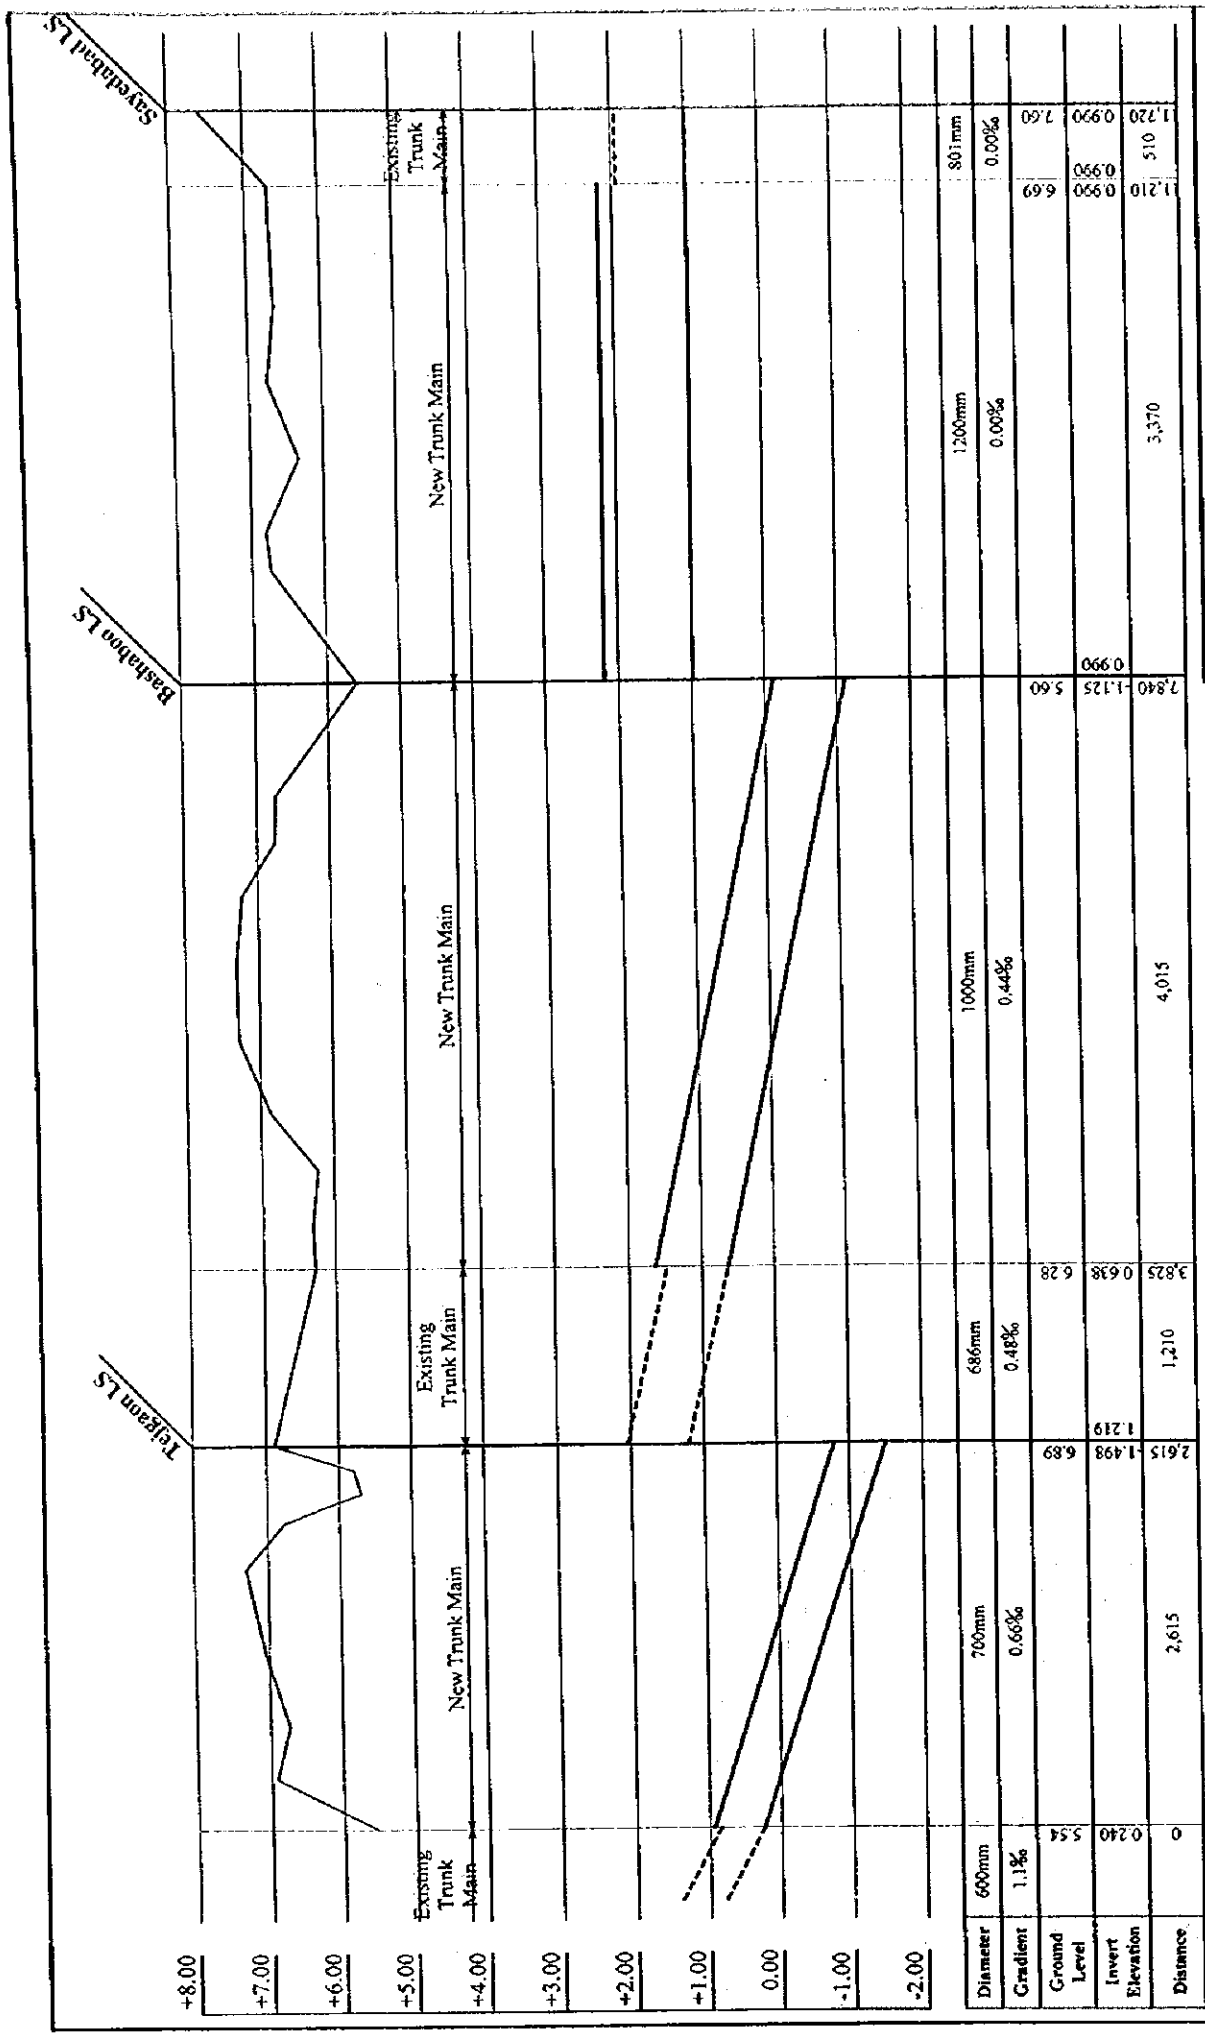 Tejgaon LS
Bashaboo LS
Sayedabad LS
+8.00
+7.00
+6.00
+5.00
+4.00
+3.00
+2.00
+1.00
0.00
-1.00
-2.00
Existing
Trunk
Main
New Trunk Main
Existing
Trunk Main
New Trunk Main
New Trunk Main
Existing
Trunk
Main
Diameter 600mm 700mm 686mm 1000mm 1200mm 801mm
Gradient 1.1‰ 0.66‰ 0.48‰ 0.44‰ 0.00‰ 0.00‰
Ground
Level
5.54 6.89 6.28 5.60 6.69 7.60
Invert
Elevation
0.240 -1.498 1.219 0.638 -1.125 0.990 0.990 0.990 0.990
Distance
0 2,615 3,825 7,840 11,210 11,720
2,615 1,210 4,015 3,370 510